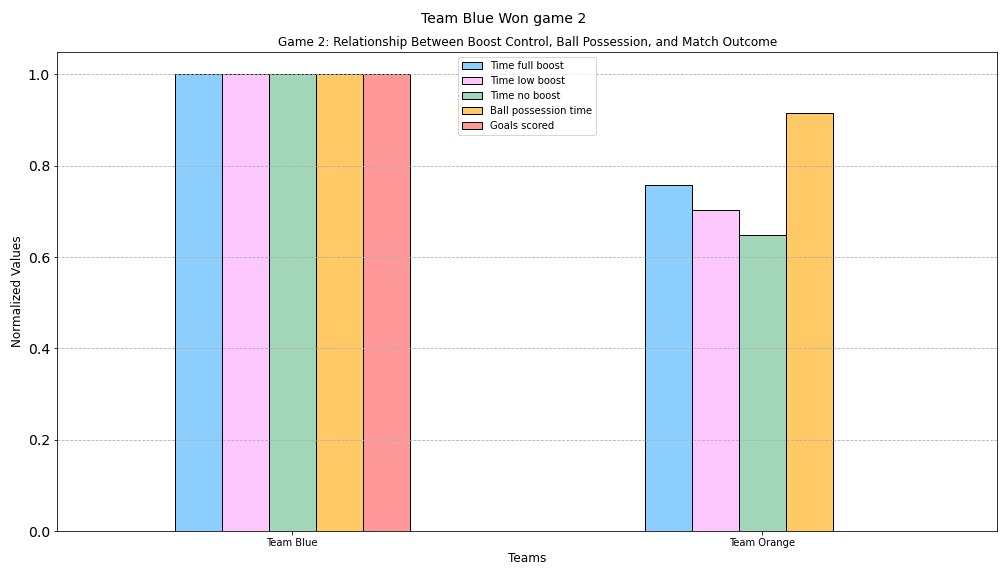 Team Blue Won game 2
Game 2: Relationship Between Boost Control, Ball Possession, and Match Outcome
Time full boost
Time low boost
Time no boost
Ball possession time
Goals scored
Normalized Values
1.0
0.8
0.6
0.4
0.2
0.0
Team Blue
Team Orange
Teams